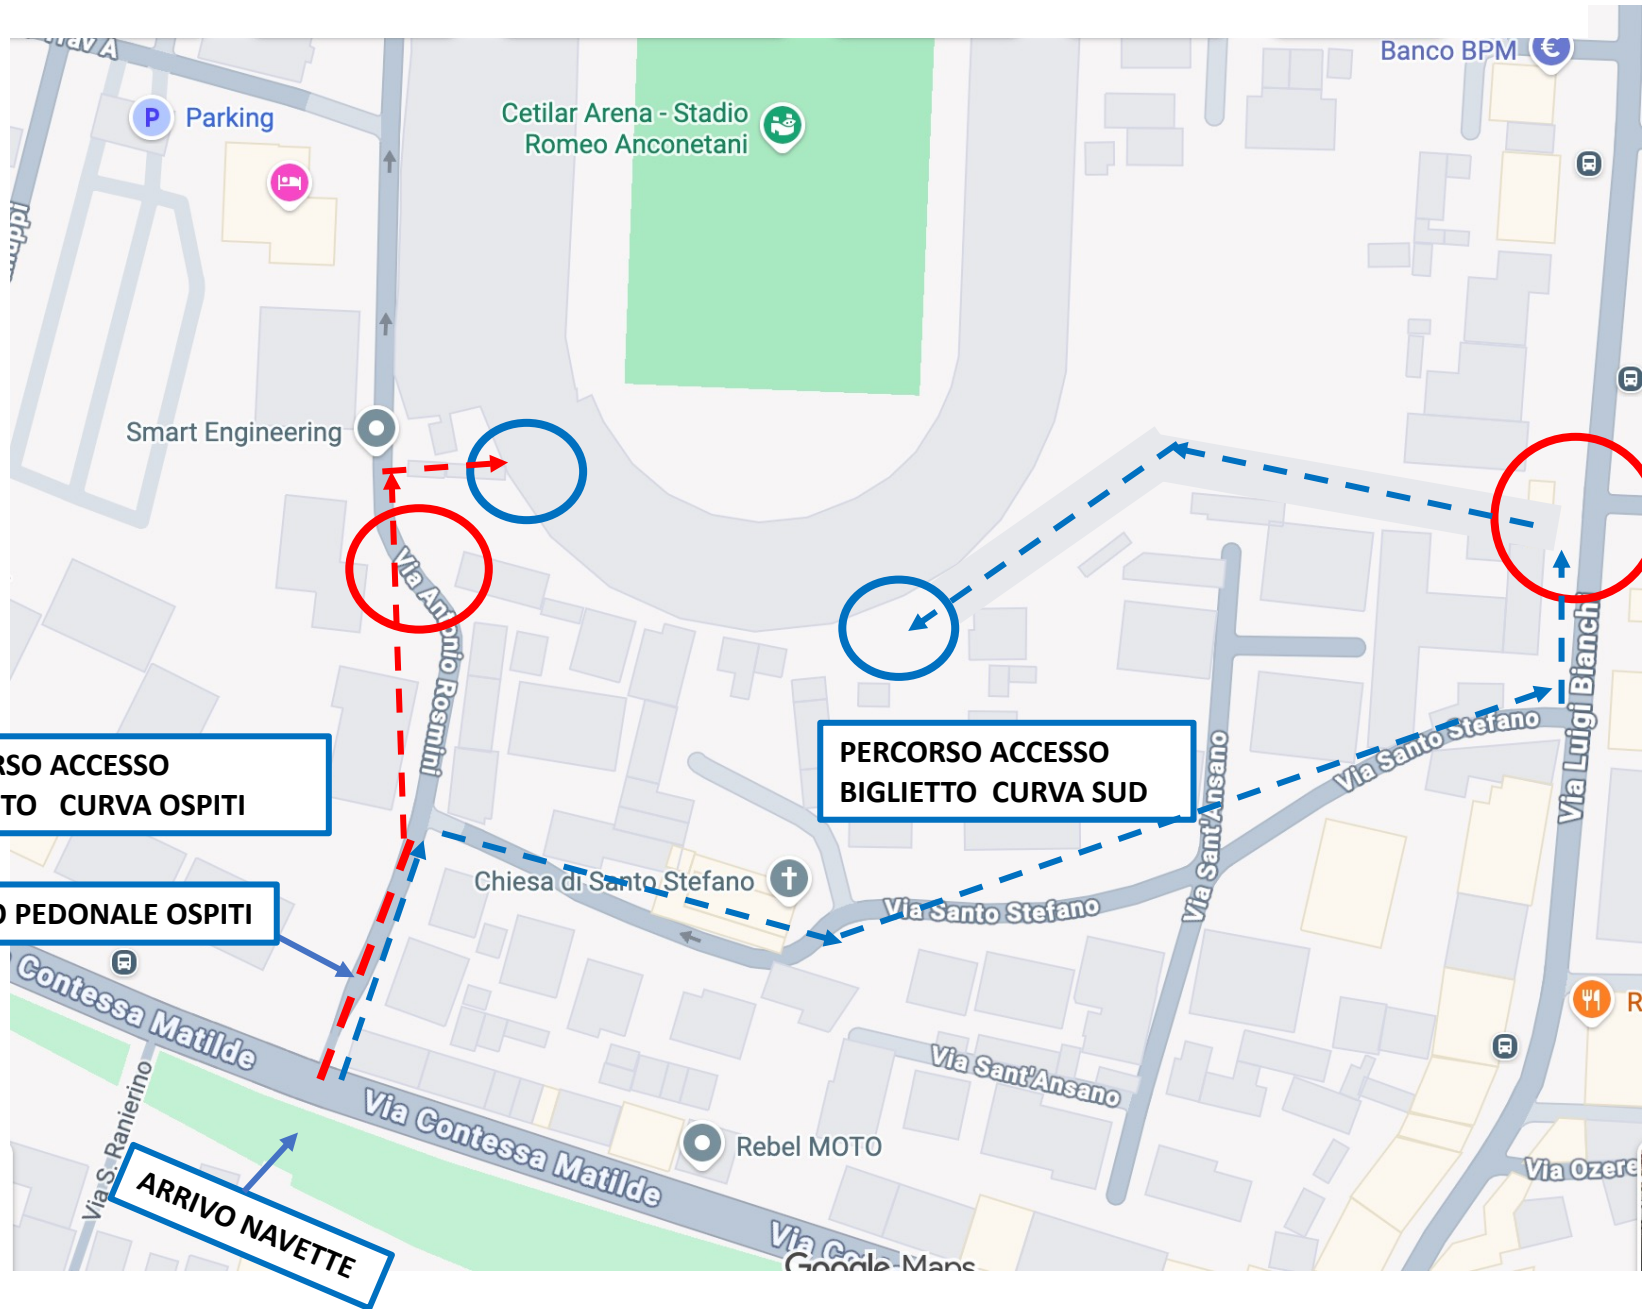 Trav A
Banco BPM
€
P Parking
Cetilar Arena - Stadio
Romeo Anconetani
Smart Engineering
Via Antonio Rosmini
RSO ACCESSO
TO CURVA OSPITI
PERCORSO ACCESSO
BIGLIETTO CURVA SUD
Via Luigi Bianchi
Via Santo Stefano
Via Sant'Ansano
Chiesa di Santo Stefano
Via Santo Stefano
O PEDONALE OSPITI
Contessa Matilde
R
Via Sant'Ansano
Via S. Ranierino
Via Contessa Matilde
Rebel MOTO
Via Ozere
ARRIVO NAVETTE
Via Co
Google Maps